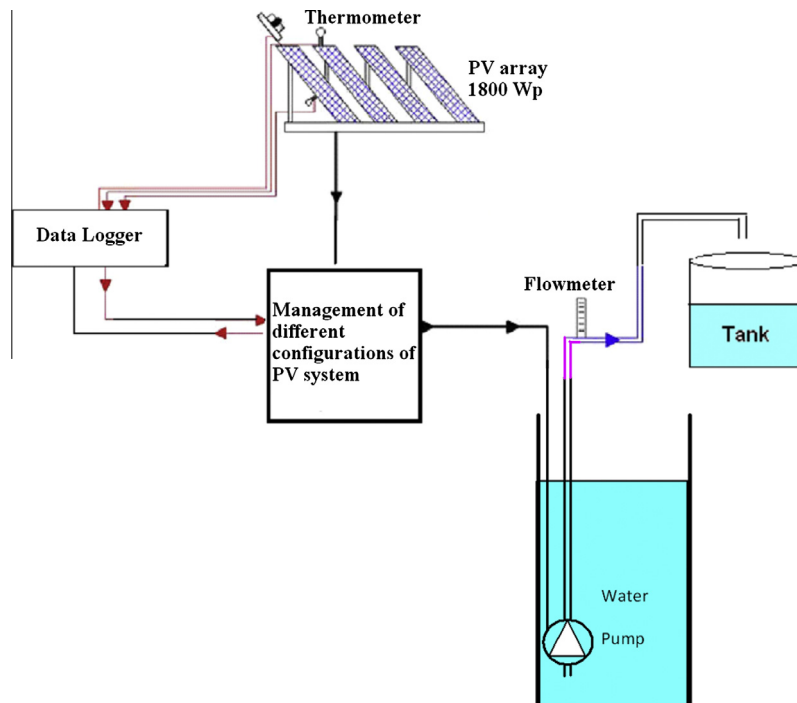 Thermometer
PV array
1800 Wp
Data Logger
Flowmeter
Management of
different
configurations of
PV system
Tank
Water
Pump